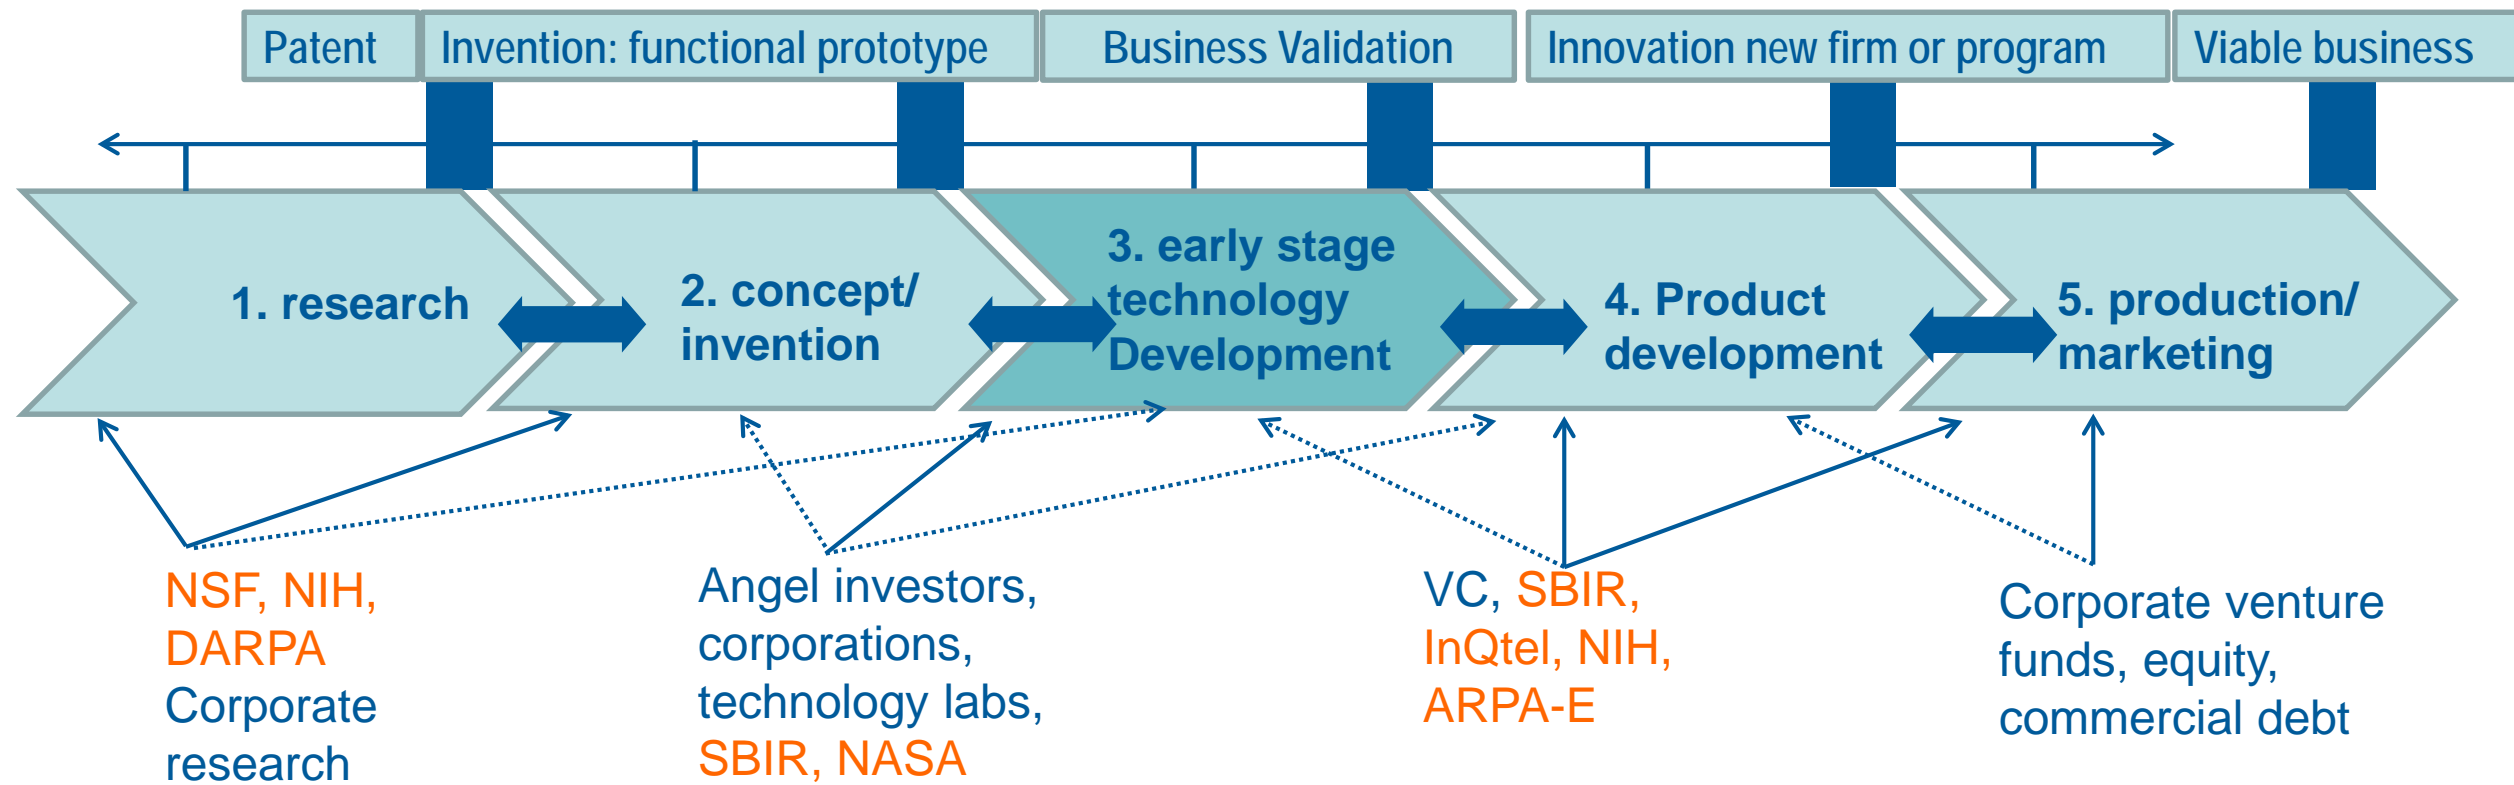 Patent
Invention: functional prototype
Business Validation
Innovation new firm or program
Viable business
1. research
2. concept/
invention
3. early stage
technology
Development
4. Product
development
5. production/
marketing
NSF, NIH,
DARPA
Corporate
research
Angel investors,
corporations,
technology labs,
SBIR, NASA
VC, SBIR,
InQtel, NIH,
ARPA-E
Corporate venture
funds, equity,
commercial debt